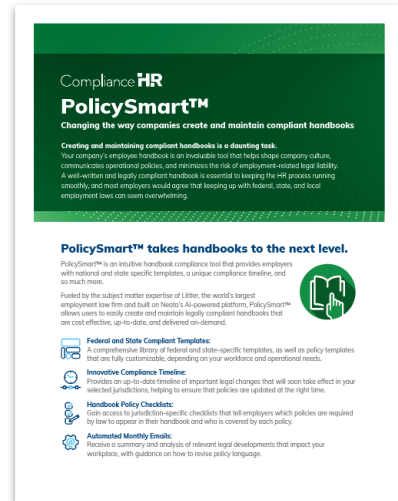 Compliance HR
PolicySmart™
Changing the way companies create and maintain compliant handbooks
Creating and maintaining compliant handbooks is a daunting task.
Your company's employee handbook is an invaluable tool that helps shape company culture,
communicates operational policies, and minimizes the risk of employment-related legal liability.
A well-written and legally compliant handbook is essential to keeping the HR process running
smoothly, and most employers would agree that keeping up with federal, state, and local
employment laws can seem overwhelming.
PolicySmart™ takes handbooks to the next level.
PolicySmart™ is an intuitive handbook compliance tool that provides employers
with national and state specific templates, a unique compliance timeline, and
so much more.
Fueled by the subject matter expertise of Littler, the world's largest
employment law firm and built on Neota's AI-powered platform, PolicySmart™
allows users to easily create and maintain legally compliant handbooks that
are cost effective, up-to-date, and delivered on-demand.
Federal and State Compliant Templates:
A comprehensive library of federal and state-specific templates, as well as policy templates
that are fully customizable, depending on your workforce and operational needs.
Innovative Compliance Timeline:
Provides an up-to-date timeline of important legal changes that will soon take effect in your
selected jurisdictions, helping to ensure that policies are updated at the right time.
Handbook Policy Checklists:
Gain access to jurisdiction-specific checklists that tell employers which policies are required
by law to appear in their handbook and who is covered by each policy.
Automated Monthly Emails:
Receive a summary and analysis of relevant legal developments that impact your
workplace, with guidance on how to revise policy language.